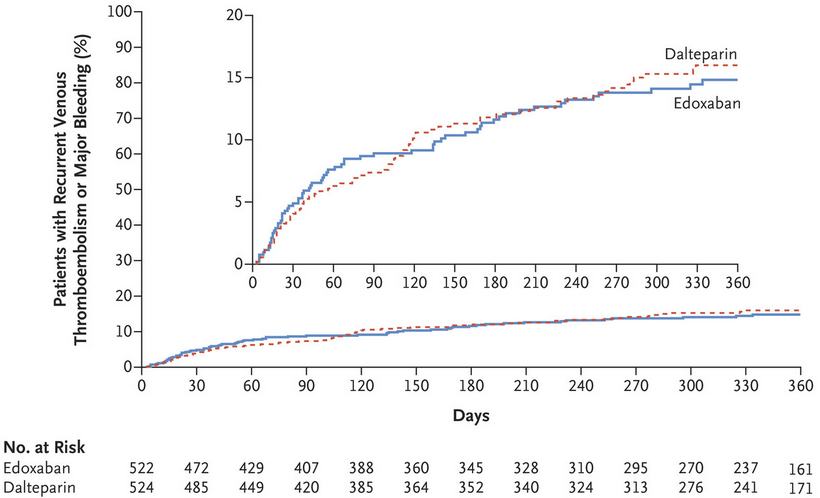 Patients with Recurrent Venous
Thromboembolism or Major Bleeding (%)
100
90
80
70
60
50
40
30
20
10
0
0 30 60 90 120 150 180 210 240 270 300 330 360
20
15
10
5
0
0 30 60 90 120 150 180 210 240 270 300 330 360
Dalteparin
Edoxaban
Days
No. at Risk
Edoxaban 522 472 429 407 388 360 345 328 310 295 270 237 161
Dalteparin 524 485 449 420 385 364 352 340 324 313 276 241 171